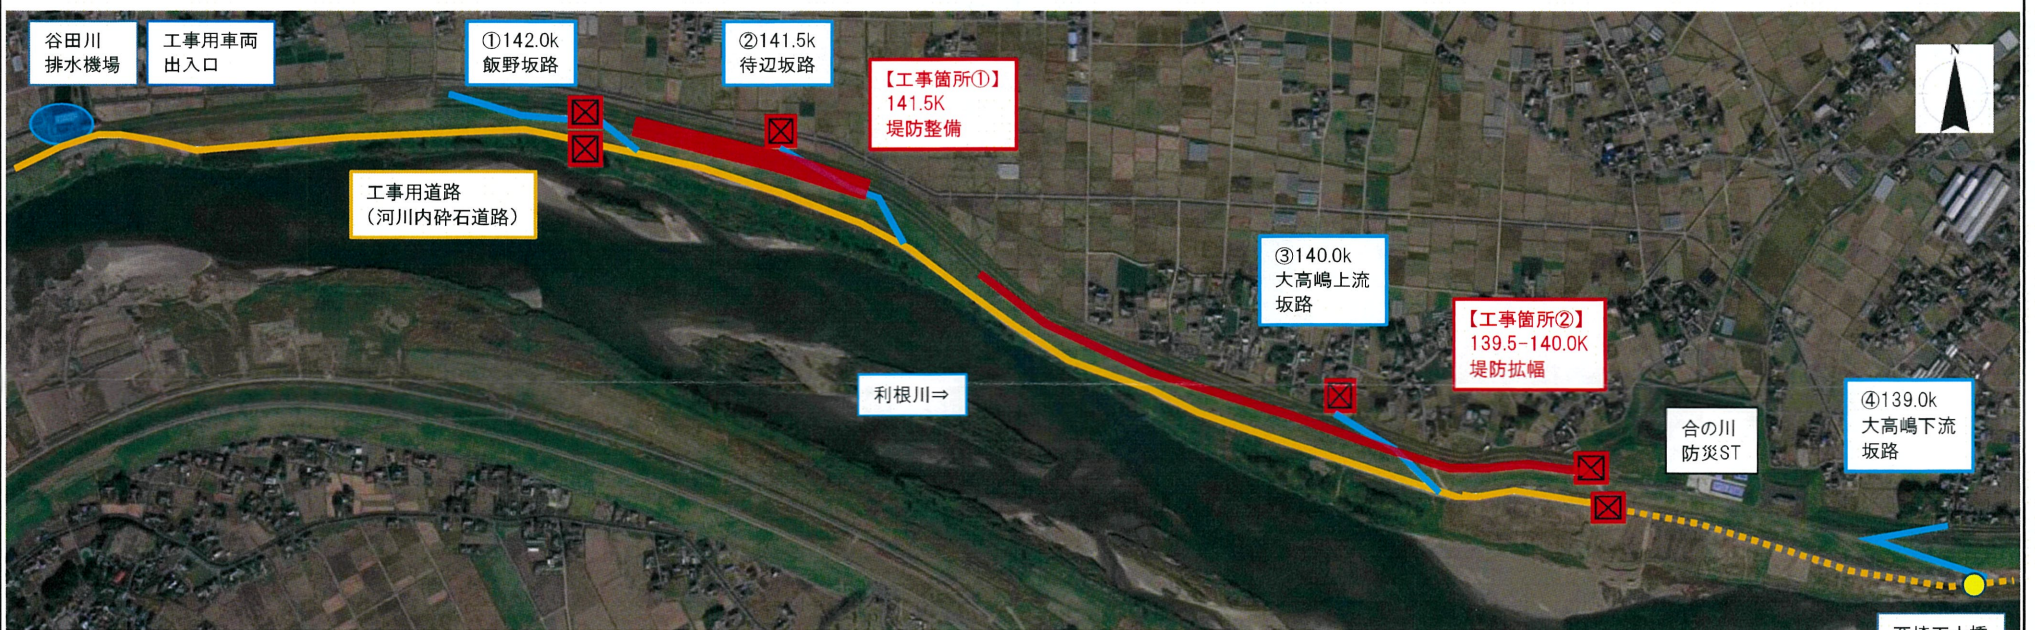 谷田川
排水機場
工事用車両
出入口
①142.0k
飯野坂路
②141.5k
待辺坂路
【工事箇所①】
141.5K
堤防整備
N
工事用道路
（河川内砕石道路）
③140.0k
大高嶋上流
坂路
【工事箇所②】
139.5-140.0K
堤防拡幅
利根川⇒
合の川
防災ST
④139.0k
大高嶋下流
坂路